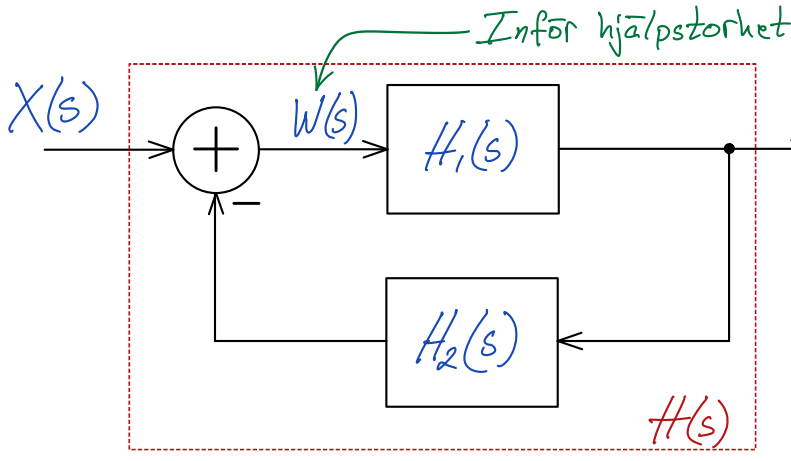 Inför hjälpstorhet
X(s)
W(s)
+
H₁(s)
−
H₂(s)
H(s)